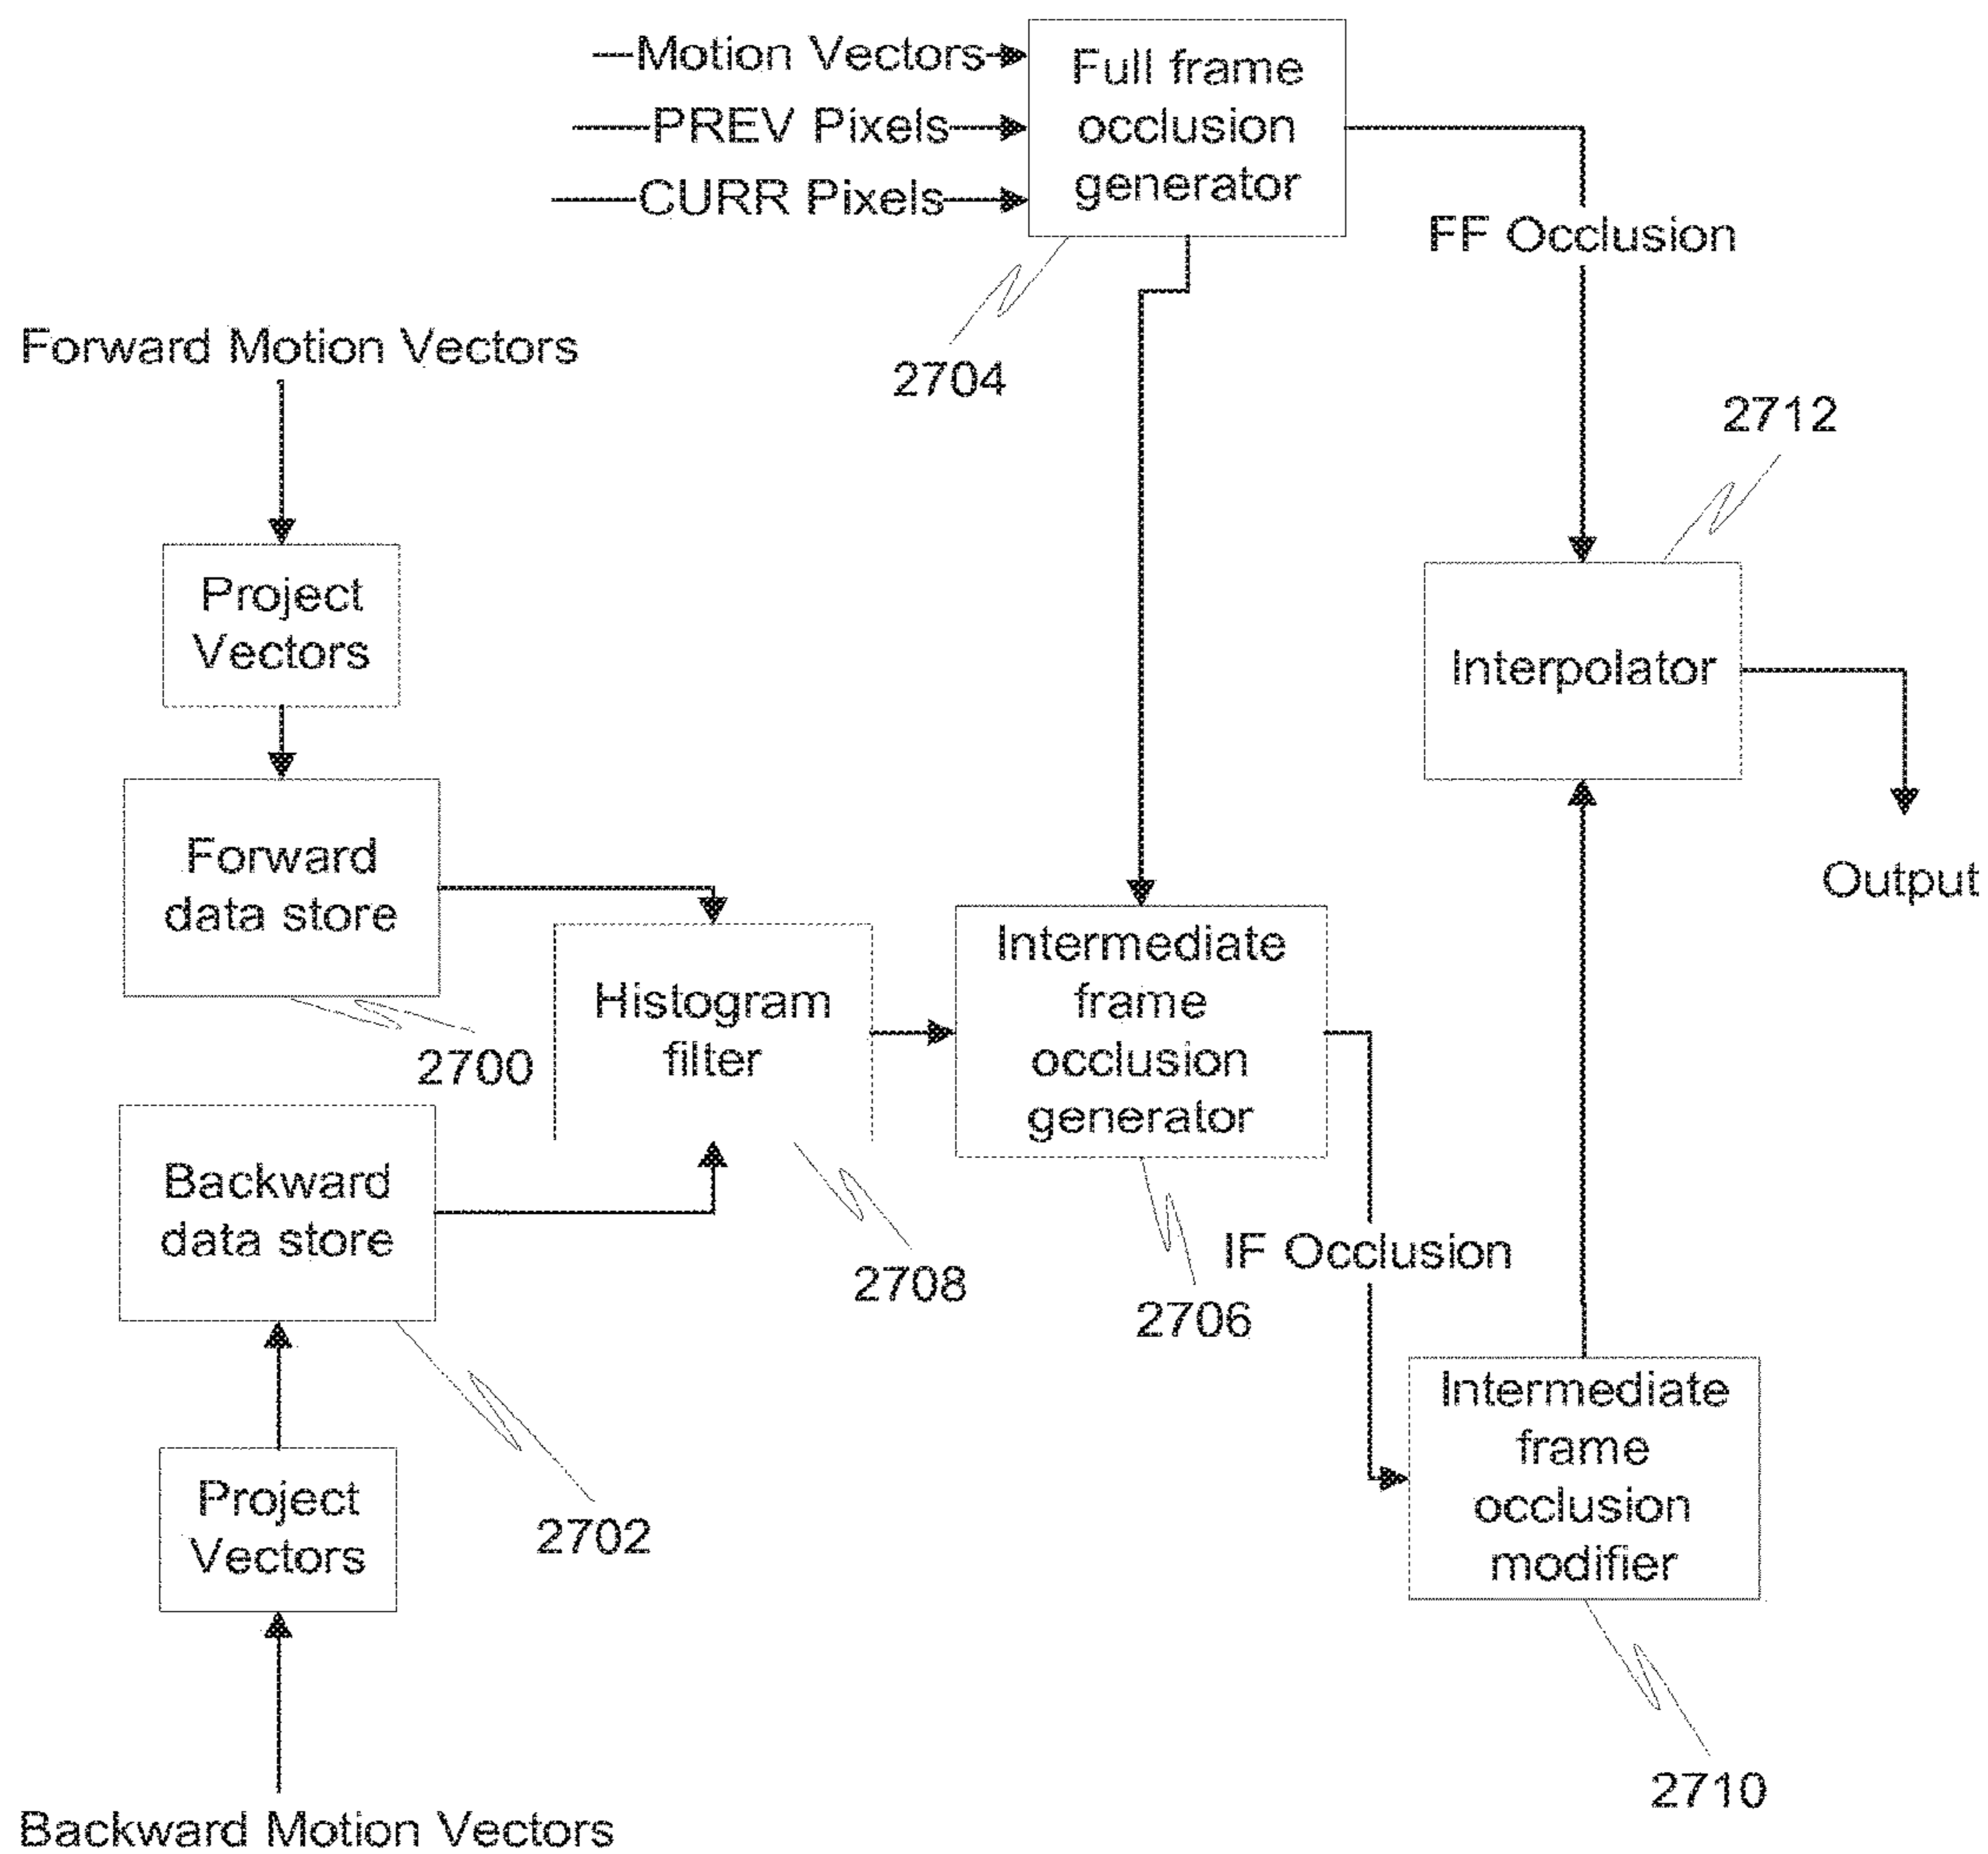 Motion Vectors
PREV Pixels
CURR Pixels
Full frame
occlusion
generator
FF Occlusion
2704
Forward Motion Vectors
2712
Project
Vectors
Interpolator
Forward
data store
Output
2700
Histogram
filter
Intermediate
frame
occlusion
generator
Backward
data store
2708
2706
IF Occlusion
2702
Project
Vectors
Intermediate
frame
occlusion
modifier
2710
Backward Motion Vectors